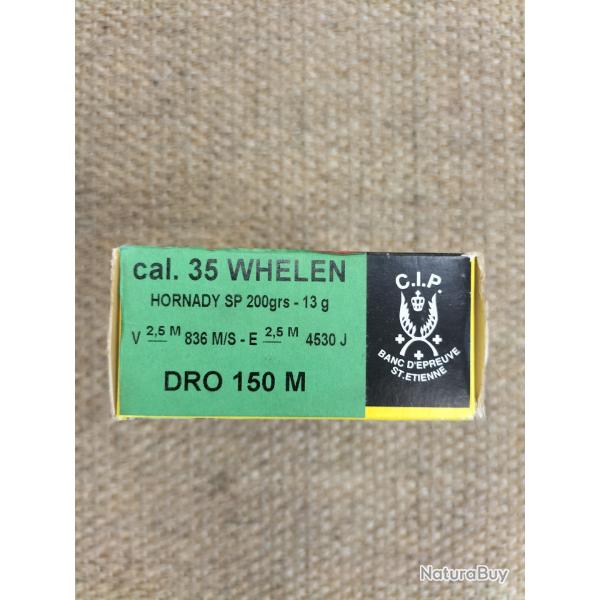 cal. 35 WHELEN
HORNADY SP 200grs - 13 g
V 2,5 M 836 M/S - E 2,5 M 4530 J
DRO 150 M
C.I.P.
BANC D'EPREUVE
ST.ETIENNE
NaturaBuy